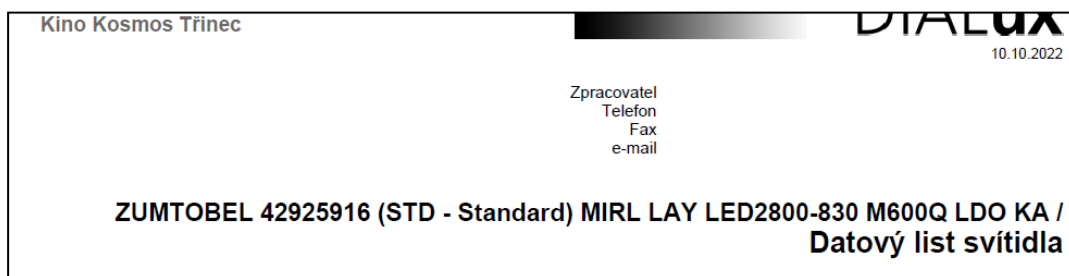 Kino Kosmos Třinec
DIALux
10.10.2022
Zpracovatel
Telefon
Fax
e-mail
ZUMTOBEL 42925916 (STD - Standard) MIRL LAY LED2800-830 M600Q LDO KA /
Datový list svítidla